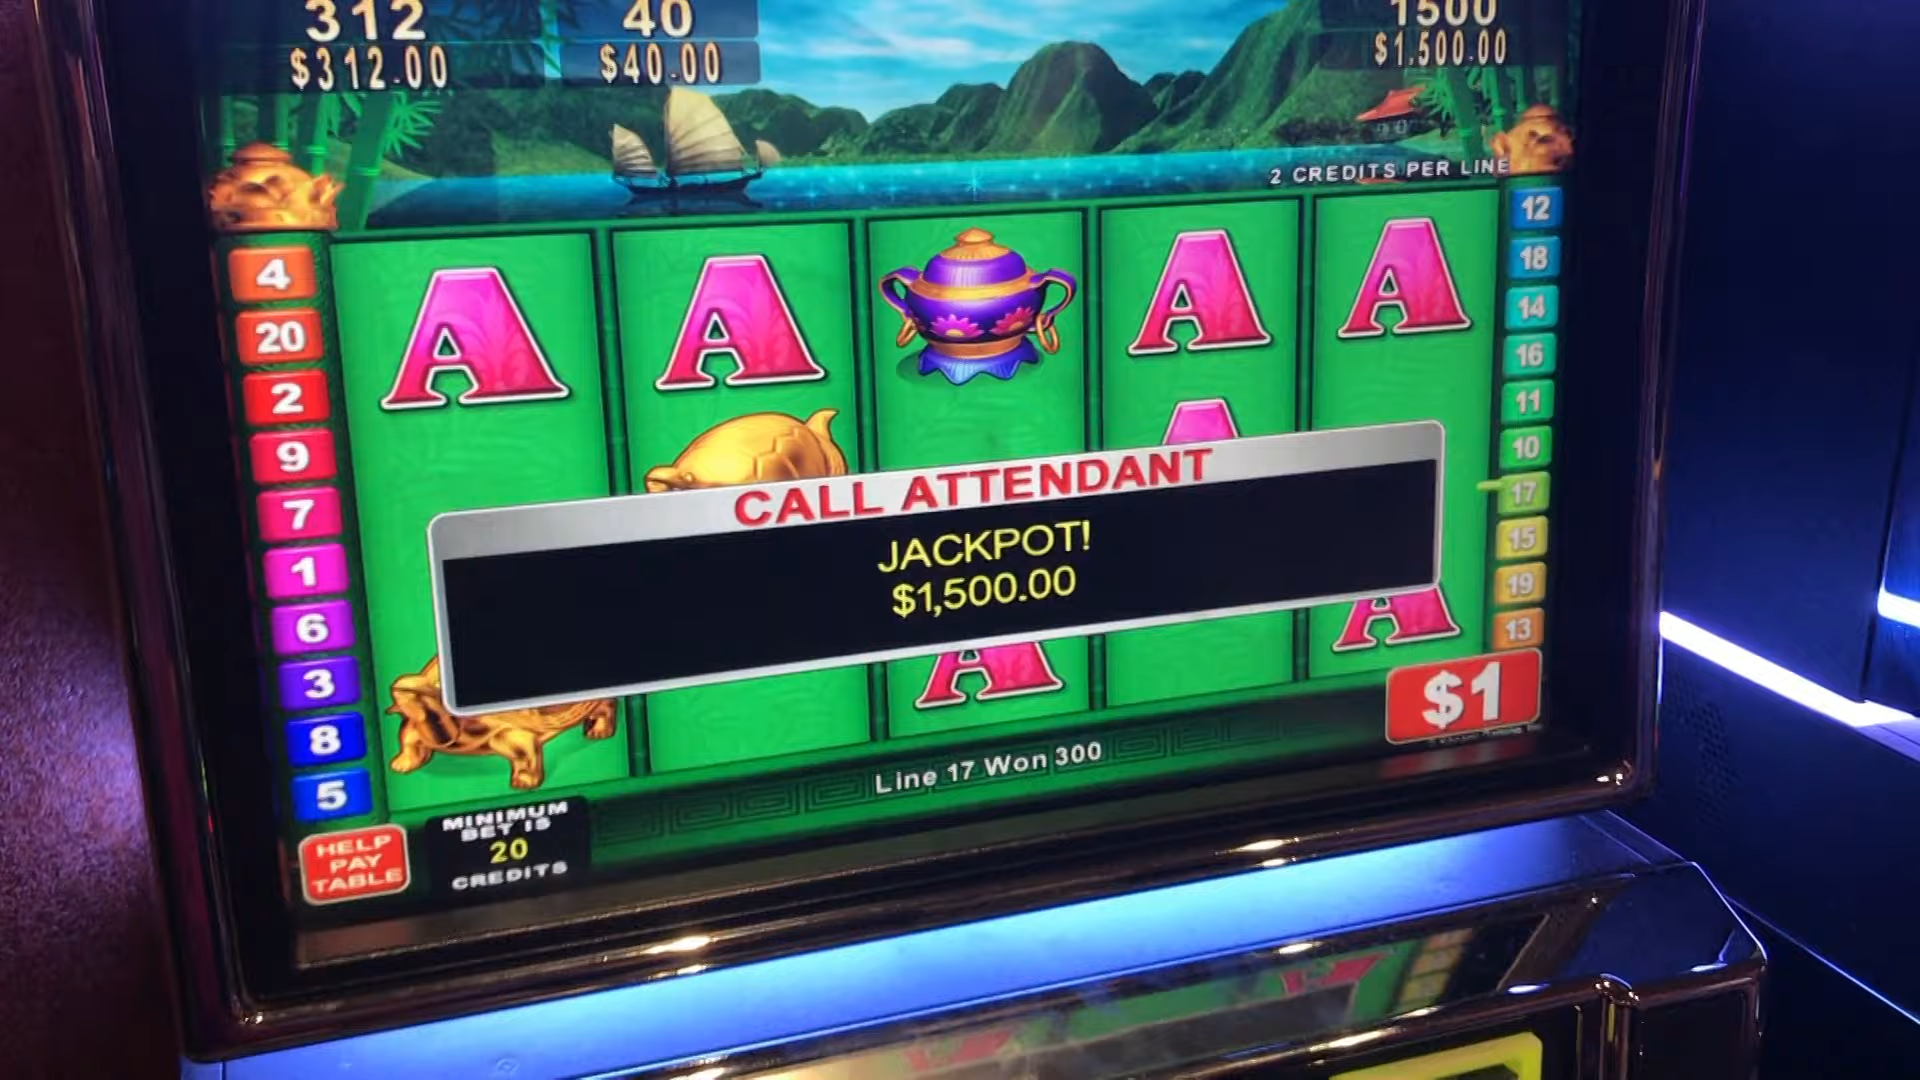 312
40
1500
$312.00
$40.00
$1,500.00
2 CREDITS PER LINE
4
20
2
9
7
1
6
3
8
5
12
18
14
16
11
10
17
15
19
13
A
A
A
A
A
A
A
CALL ATTENDANT
JACKPOT!
$1,500.00
$1
Line 17 Won 300
HELP
PAY
TABLE
MINIMUM
BET IS
20
CREDITS